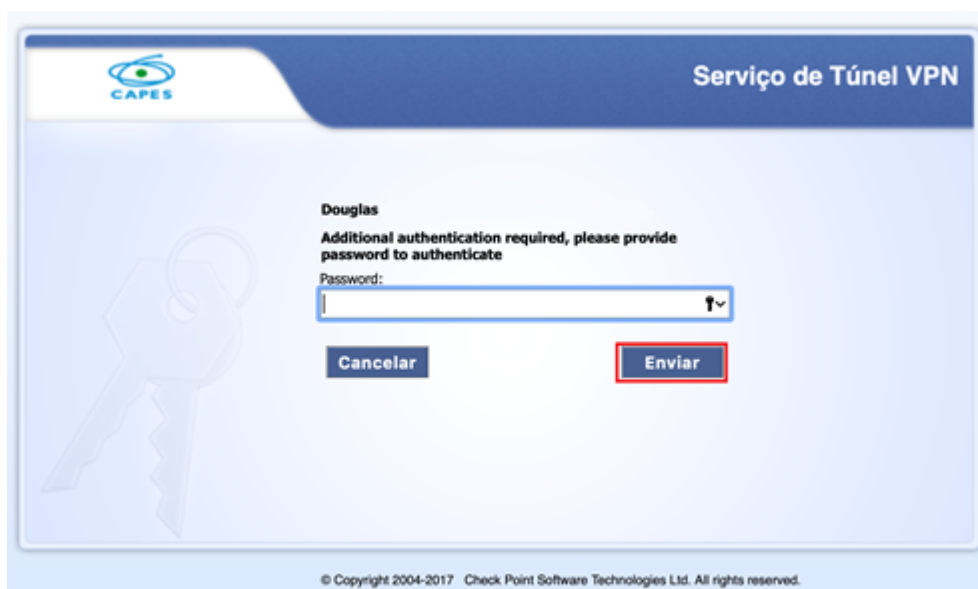 CAPES
Serviço de Túnel VPN
Douglas
Additional authentication required, please provide
password to authenticate
Password:
Cancelar
Enviar
© Copyright 2004-2017 Check Point Software Technologies Ltd. All rights reserved.